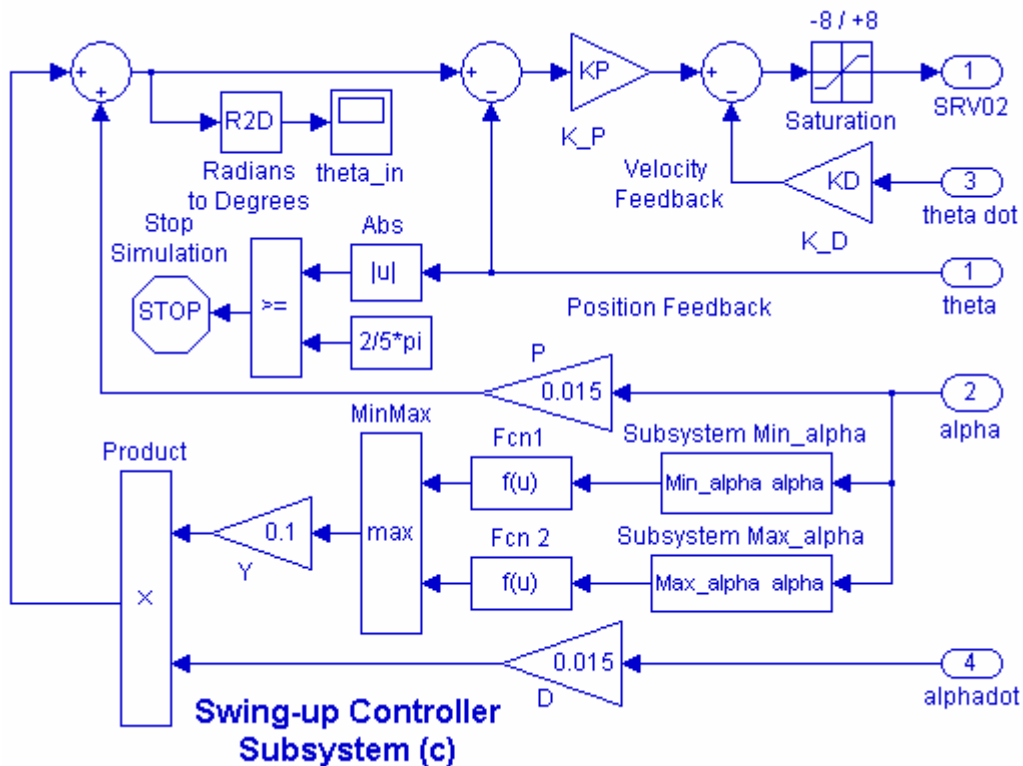 -8 / +8
+
+
+
−
KP
+
−
1
SRV02
R2D
K_P
Saturation
Radians
to Degrees
theta_in
Velocity
Feedback
KD
3
theta dot
K_D
Stop
Simulation
Abs
STOP
>=
|u|
1
theta
2/5*pi
Position Feedback
P
0.015
2
alpha
MinMax
Product
Fcn1
Subsystem Min_alpha
f(u)
Min_alpha alpha
0.1
max
Y
Fcn 2
Subsystem Max_alpha
f(u)
Max_alpha alpha
×
0.015
4
D
alphadot
Swing-up Controller
Subsystem (c)